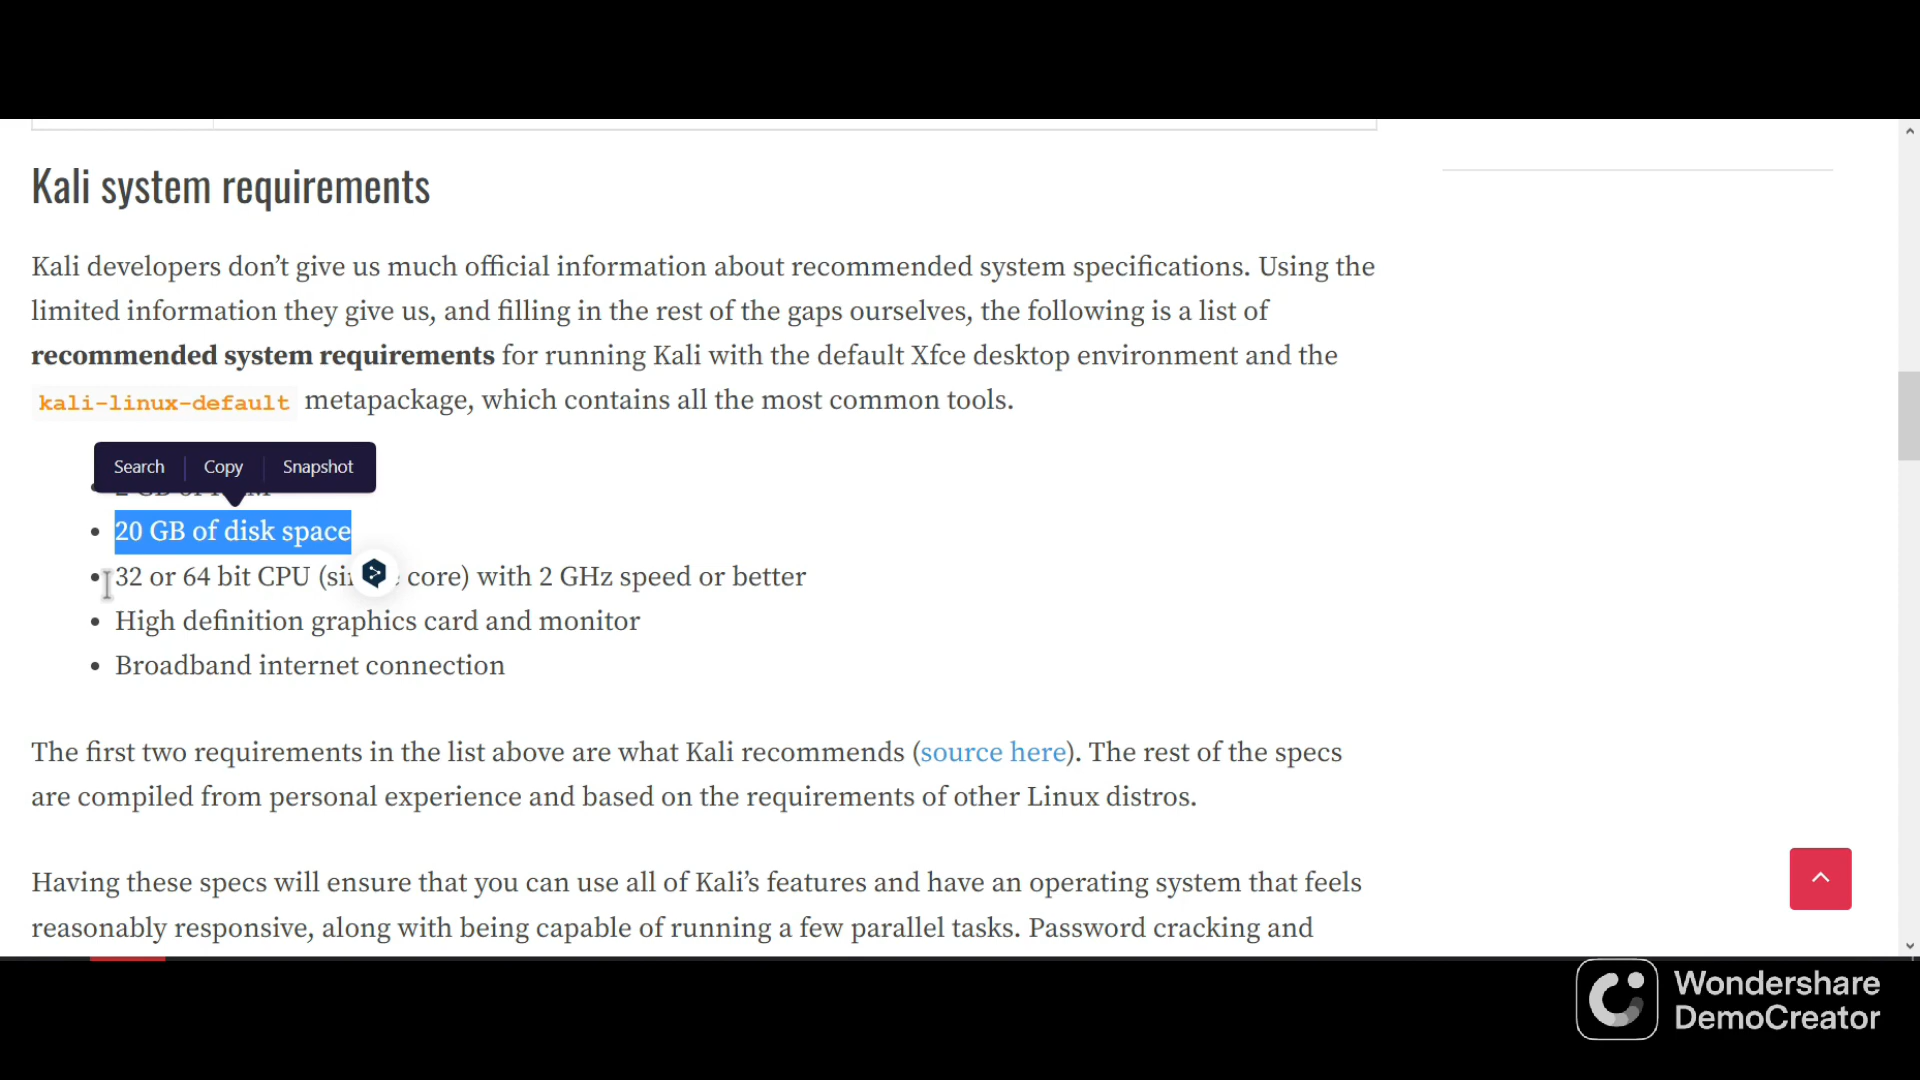 Kali system requirements
Kali developers don’t give us much official information about recommended system specifications. Using the
limited information they give us, and filling in the rest of the gaps ourselves, the following is a list of
recommended system requirements for running Kali with the default Xfce desktop environment and the
kali-linux-default metapackage, which contains all the most common tools.
Search Copy Snapshot
20 GB of disk space
32 or 64 bit CPU core) with 2 GHz speed or better
High definition graphics card and monitor
Broadband internet connection
The first two requirements in the list above are what Kali recommends (source here). The rest of the specs
are compiled from personal experience and based on the requirements of other Linux distros.
Having these specs will ensure that you can use all of Kali’s features and have an operating system that feels
reasonably responsive, along with being capable of running a few parallel tasks. Password cracking and
Wondershare
DemoCreator